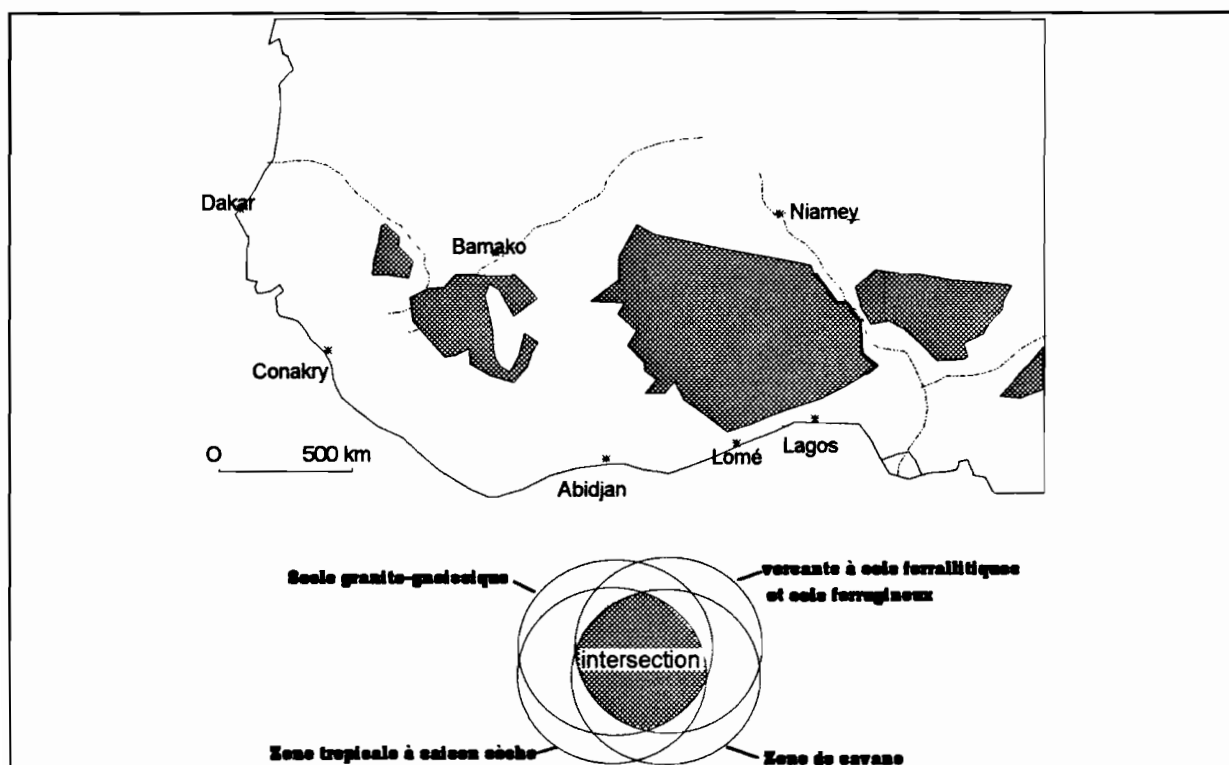 Dakar
Niamey
Bamako
Conakry
0 500 km
Lomé
Lagos
Abidjan
Socle granito-gneissique
versants à sols ferrallitiques
et sols ferrugineux
intersection
Zone tropicale à saison sèche
Zone de savane